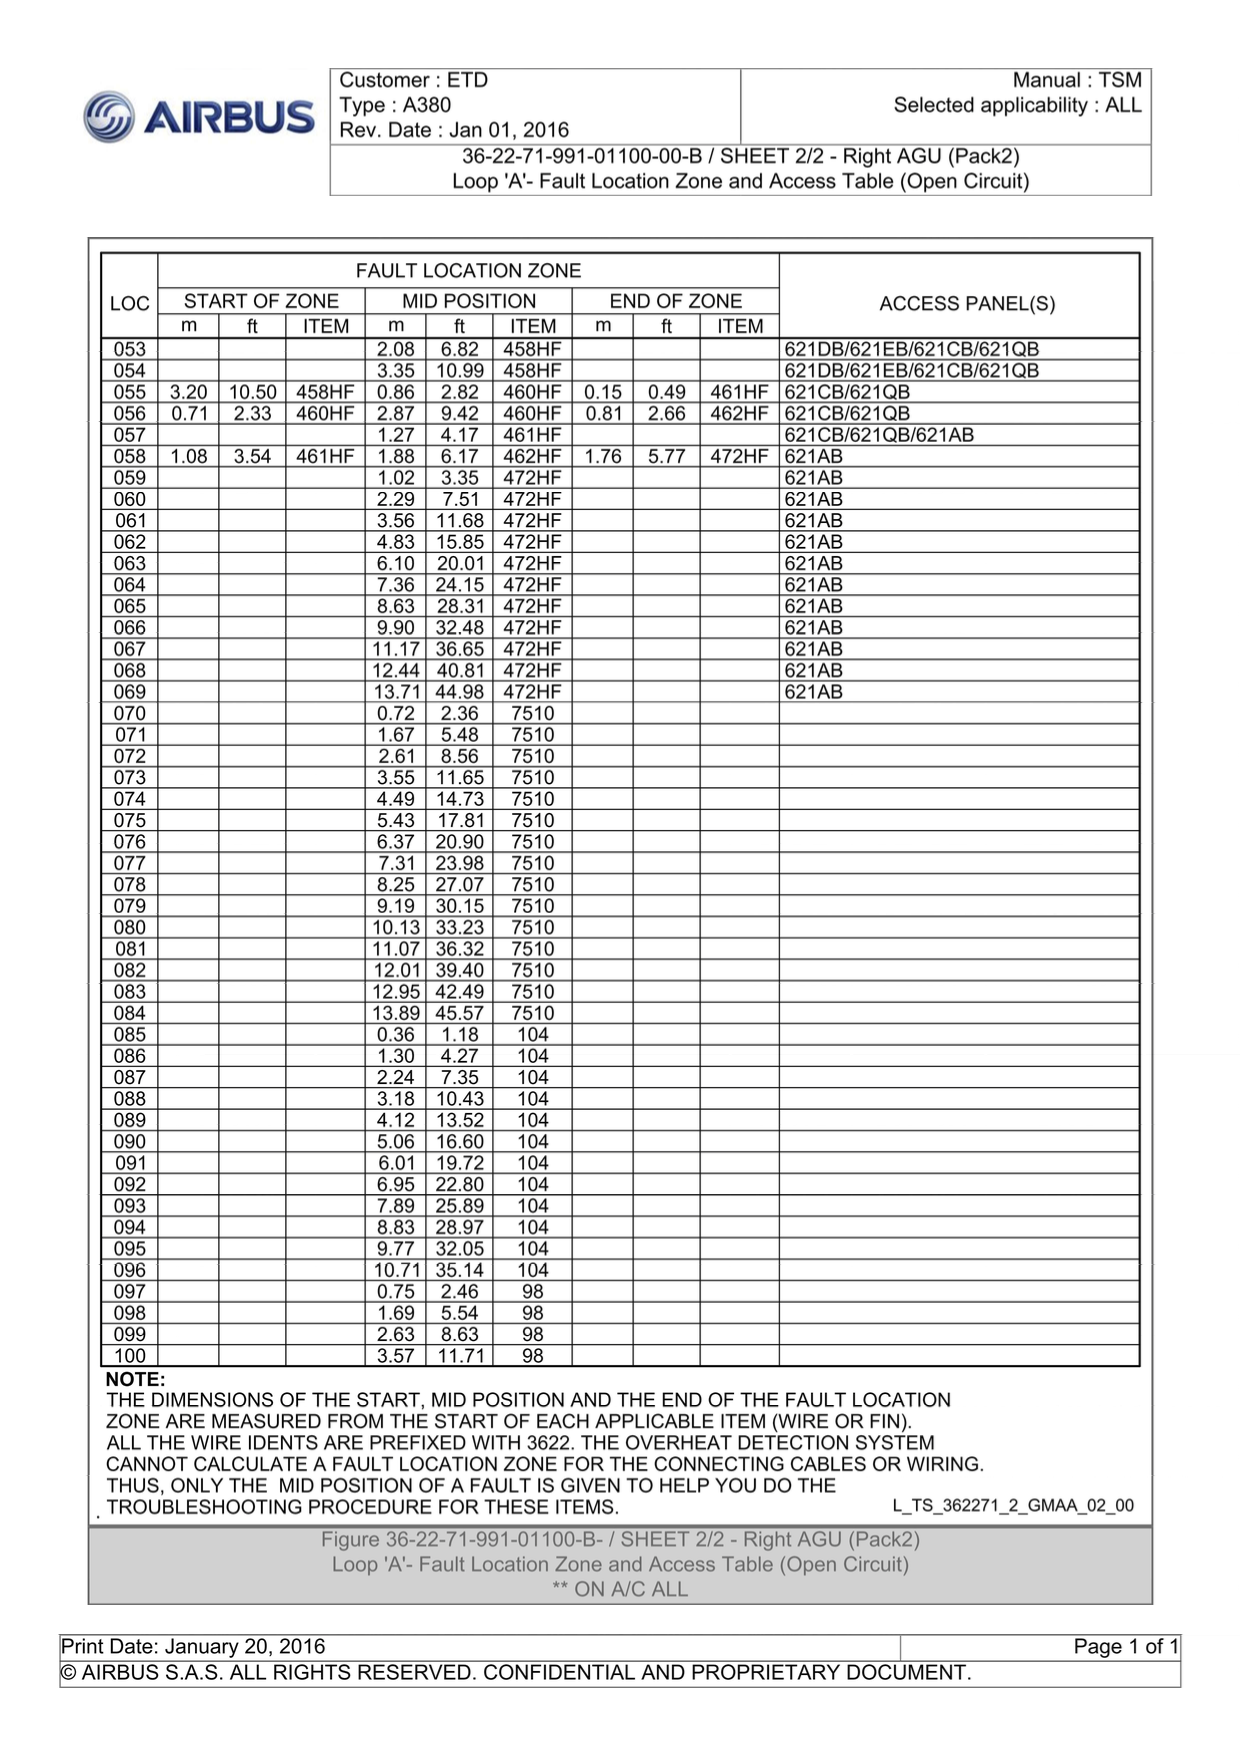 AIRBUS
Customer : ETD
Type : A380
Rev. Date : Jan 01, 2016
Manual : TSM
Selected applicability : ALL
36-22-71-991-01100-00-B / SHEET 2/2 - Right AGU (Pack2)
Loop 'A'- Fault Location Zone and Access Table (Open Circuit)
FAULT LOCATION ZONE
LOC START OF ZONE MID POSITION END OF ZONE ACCESS PANEL(S)
m ft ITEM m ft ITEM m ft ITEM
053 2.08 6.82 458HF 621DB/621EB/621CB/621QB
054 3.35 10.99 458HF 621DB/621EB/621CB/621QB
055 3.20 10.50 458HF 0.86 2.82 460HF 0.15 0.49 461HF 621CB/621QB
056 0.71 2.33 460HF 2.87 9.42 460HF 0.81 2.66 462HF 621CB/621QB
057 1.27 4.17 461HF 621CB/621QB/621AB
058 1.08 3.54 461HF 1.88 6.17 462HF 1.76 5.77 472HF 621AB
059 1.02 3.35 472HF 621AB
060 2.29 7.51 472HF 621AB
061 3.56 11.68 472HF 621AB
062 4.83 15.85 472HF 621AB
063 6.10 20.01 472HF 621AB
064 7.36 24.15 472HF 621AB
065 8.63 28.31 472HF 621AB
066 9.90 32.48 472HF 621AB
067 11.17 36.65 472HF 621AB
068 12.44 40.81 472HF 621AB
069 13.71 44.98 472HF 621AB
070 0.72 2.36 7510
071 1.67 5.48 7510
072 2.61 8.56 7510
073 3.55 11.65 7510
074 4.49 14.73 7510
075 5.43 17.81 7510
076 6.37 20.90 7510
077 7.31 23.98 7510
078 8.25 27.07 7510
079 9.19 30.15 7510
080 10.13 33.23 7510
081 11.07 36.32 7510
082 12.01 39.40 7510
083 12.95 42.49 7510
084 13.89 45.57 7510
085 0.36 1.18 104
086 1.30 4.27 104
087 2.24 7.35 104
088 3.18 10.43 104
089 4.12 13.52 104
090 5.06 16.60 104
091 6.01 19.72 104
092 6.95 22.80 104
093 7.89 25.89 104
094 8.83 28.97 104
095 9.77 32.05 104
096 10.71 35.14 104
097 0.75 2.46 98
098 1.69 5.54 98
099 2.63 8.63 98
100 3.57 11.71 98
NOTE:
THE DIMENSIONS OF THE START, MID POSITION AND THE END OF THE FAULT LOCATION
ZONE ARE MEASURED FROM THE START OF EACH APPLICABLE ITEM (WIRE OR FIN).
ALL THE WIRE IDENTS ARE PREFIXED WITH 3622. THE OVERHEAT DETECTION SYSTEM
CANNOT CALCULATE A FAULT LOCATION ZONE FOR THE CONNECTING CABLES OR WIRING.
THUS, ONLY THE MID POSITION OF A FAULT IS GIVEN TO HELP YOU DO THE
TROUBLESHOOTING PROCEDURE FOR THESE ITEMS.
L_TS_362271_2_GMAA_02_00
Figure 36-22-71-991-01100-B- / SHEET 2/2 - Right AGU (Pack2)
Loop 'A'- Fault Location Zone and Access Table (Open Circuit)
** ON A/C ALL
Print Date: January 20, 2016
Page 1 of 1
© AIRBUS S.A.S. ALL RIGHTS RESERVED. CONFIDENTIAL AND PROPRIETARY DOCUMENT.